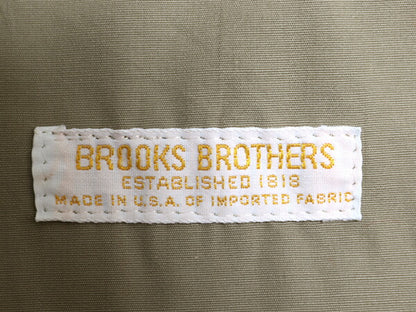 BROOKS BROTHERS
ESTABLISHED 1818
MADE IN U.S.A. OF IMPORTED FABRIC